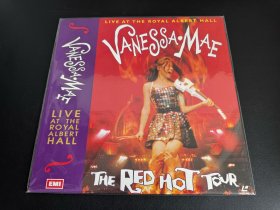 VANESSA·MAE
LIVE
AT THE
ROYAL
ALBERT
HALL
EMI
LIVE AT THE ROYAL ALBERT HALL
VANESSA·MAE
THE RED HOT TOUR